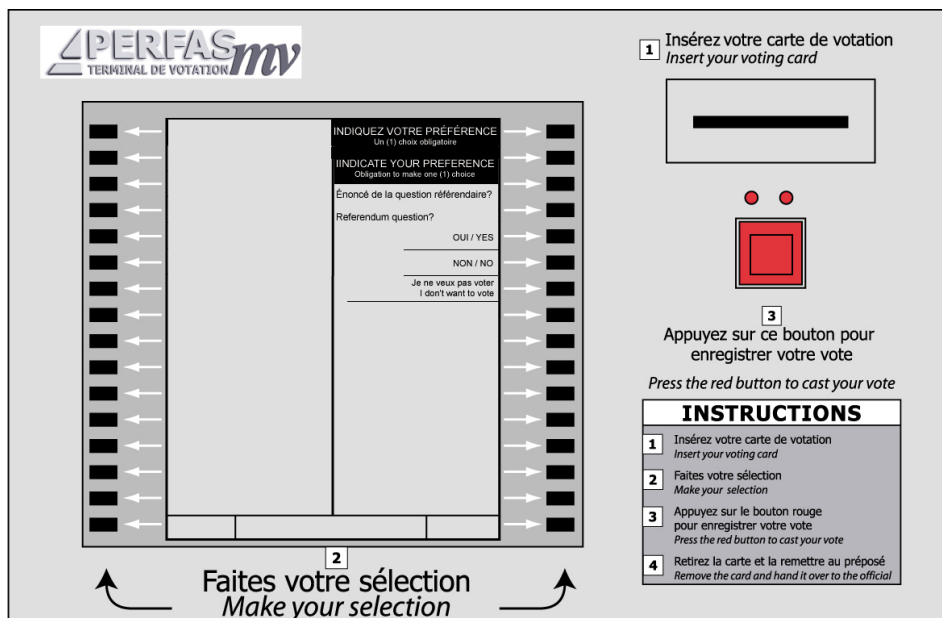 PERFAS mv
TERMINAL DE VOTATION
1
Insérez votre carte de votation
Insert your voting card
INDIQUEZ VOTRE PRÉFÉRENCE
Un (1) choix obligatoire
IINDICATE YOUR PREFERENCE
Obligation to make one (1) choice
Énoncé de la question référendaire?
Referendum question?
OUI / YES
NON / NO
Je ne veux pas voter
I don't want to vote
2
Faites votre sélection
Make your selection
3
Appuyez sur ce bouton pour
enregistrer votre vote
Press the red button to cast your vote
INSTRUCTIONS
1 Insérez votre carte de votation
Insert your voting card
2 Faites votre sélection
Make your selection
3 Appuyez sur le bouton rouge
pour enregistrer votre vote
Press the red button to cast your vote
4 Retirez la carte et la remettre au préposé
Remove the card and hand it over to the official